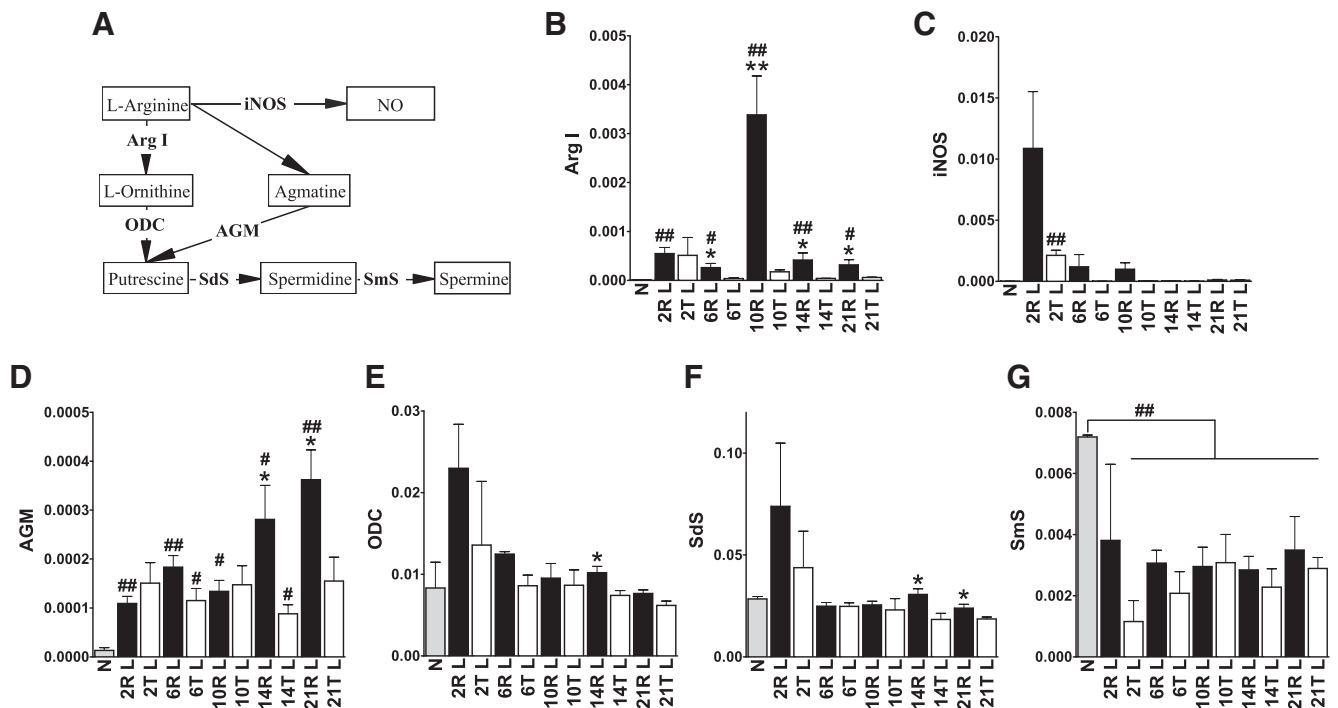 A
L-Arginine
iNOS
NO
Arg I
L-Ornithine
Agmatine
ODC
AGM
Putrescine
SdS
Spermidine
SmS
Spermine
B
Arg I
0.005
0.004
0.003
0.002
0.001
0.000
##
#
*
##
**
##
*
#
*
N
2R L
2T L
6R L
6T L
10R L
10T L
14R L
14T L
21R L
21T L
C
iNOS
0.020
0.015
0.010
0.005
0.000
##
N
2R L
2T L
6R L
6T L
10R L
10T L
14R L
14T L
21R L
21T L
D
AGM
0.0005
0.0004
0.0003
0.0002
0.0001
0.0000
##
##
#
#
#
*
#
##
*
N
2R L
2T L
6R L
6T L
10R L
10T L
14R L
14T L
21R L
21T L
E
ODC
0.03
0.02
0.01
0.00
*
N
2R L
2T L
6R L
6T L
10R L
10T L
14R L
14T L
21R L
21T L
F
SdS
0.10
0.05
0.00
*
*
N
2R L
2T L
6R L
6T L
10R L
10T L
14R L
14T L
21R L
21T L
G
SmS
0.008
0.006
0.004
0.002
0.000
##
N
2R L
2T L
6R L
6T L
10R L
10T L
14R L
14T L
21R L
21T L